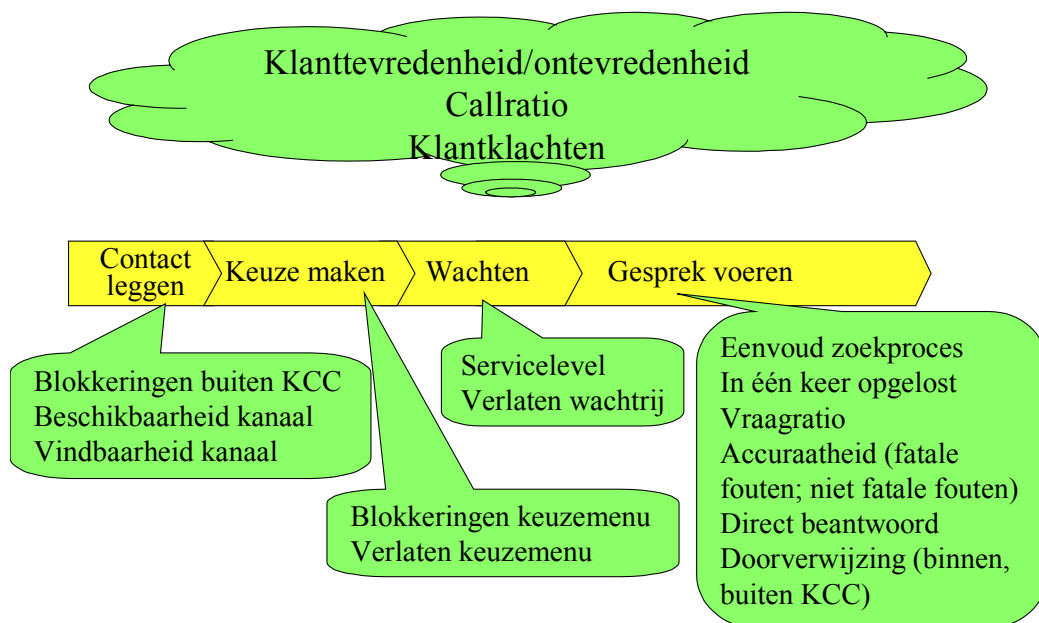 Klanttevredenheid/ontevredenheid
Callratio
Klantklachten
Contact
leggen
Keuze maken
Wachten
Gesprek voeren
Blokkeringen buiten KCC
Beschikbaarheid kanaal
Vindbaarheid kanaal
Blokkeringen keuzemenu
Verlaten keuzemenu
Servicelevel
Verlaten wachtrij
Eenvoud zoekproces
In één keer opgelost
Vraagratio
Accuraatheid (fatale
fouten; niet fatale fouten)
Direct beantwoord
Doorverwijzing (binnen,
buiten KCC)